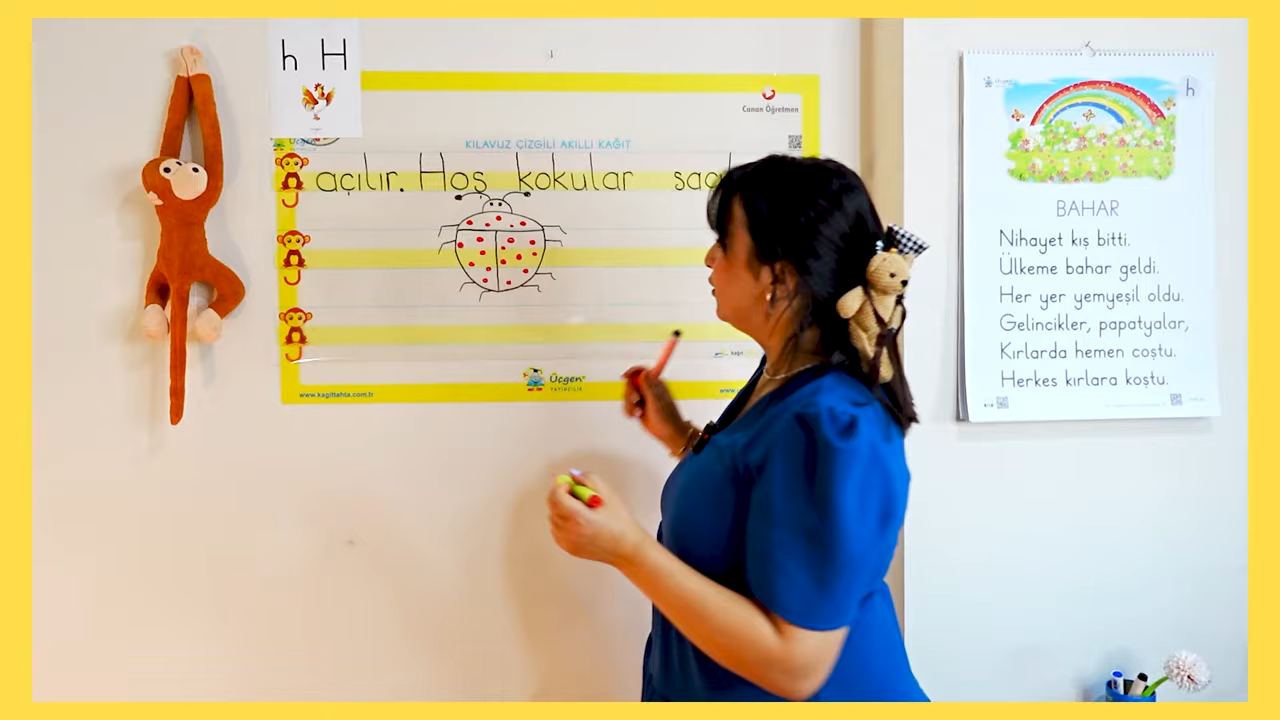 h H
Canan Öğretmen
KILAVUZ ÇİZGİLİ AKILLI KAĞIT
açılır. Hoş kokular
Üçgen
YAYINCILIK
www.kagittahta.com.tr
h
BAHAR
Nihayet kış bitti.
Ülkeme bahar geldi.
Her yer yemyeşil oldu.
Gelincikler, papatyalar,
Kırlarda hemen coştu.
Herkes kırlara koştu.